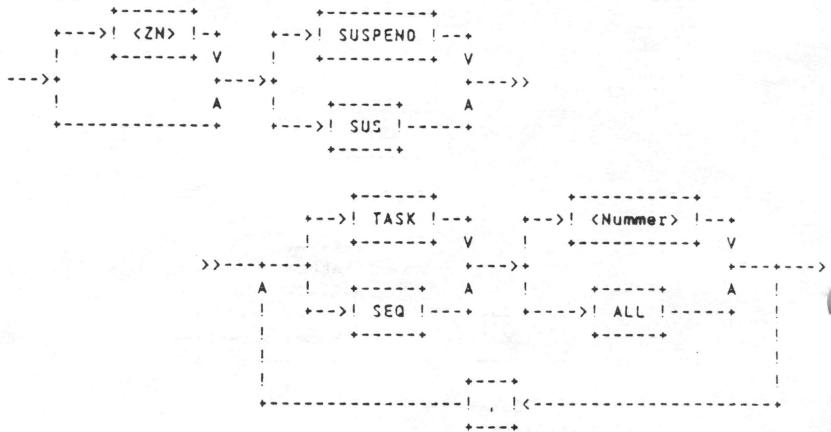 <ZN> SUSPEND
V V
A A
SUS
TASK <Nummer>
V V
A A A
SEQ ALL
,